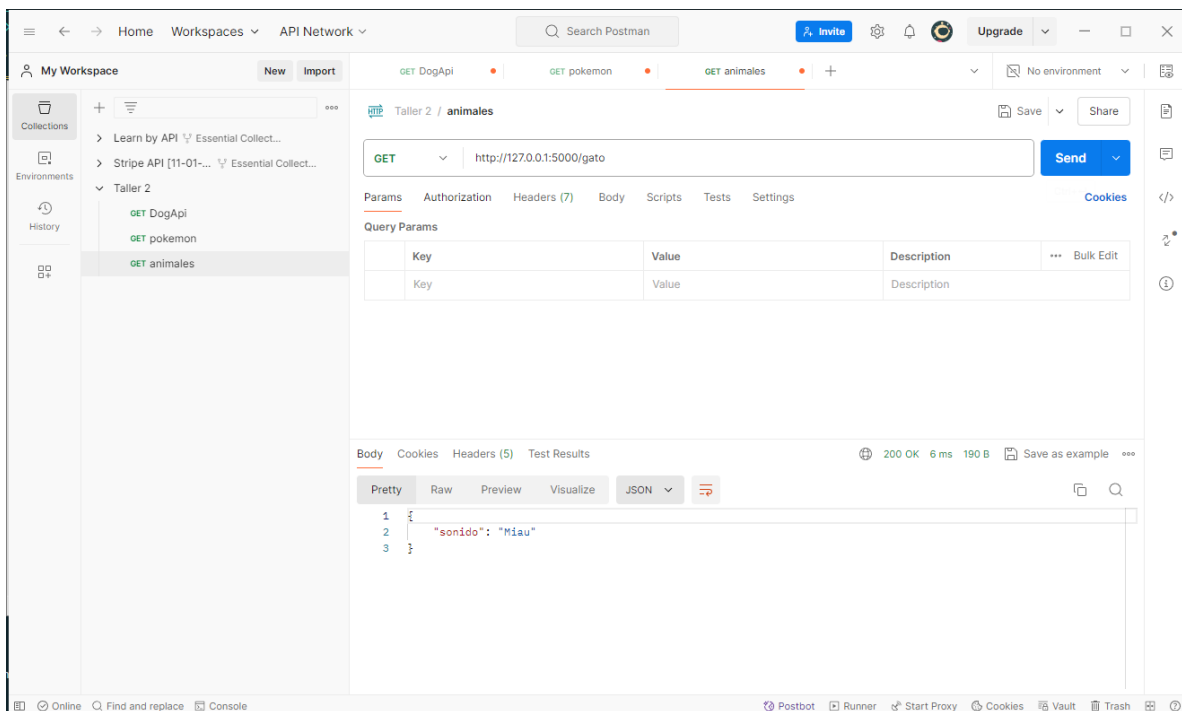 Home Workspaces API Network Search Postman Invite Upgrade
My Workspace New Import GET DogApi GET pokemon GET animales No environment
Collections
Environments
History
Learn by API Essential Collect...
Stripe API [11-01-... Essential Collect...
Taller 2
GET DogApi
GET pokemon
GET animales
HTTP Taller 2 / animales Save Share
GET http://127.0.0.1:5000/gato Send
Params Authorization Headers (7) Body Scripts Tests Settings Cookies
Query Params
Key Value Description Bulk Edit
Key Value Description
Body Cookies Headers (5) Test Results 200 OK 6 ms 190 B Save as example
Pretty Raw Preview Visualize JSON
1 {
2 "sonido": "Miau"
3 }
Online Find and replace Console Postbot Runner Start Proxy Cookies Vault Trash